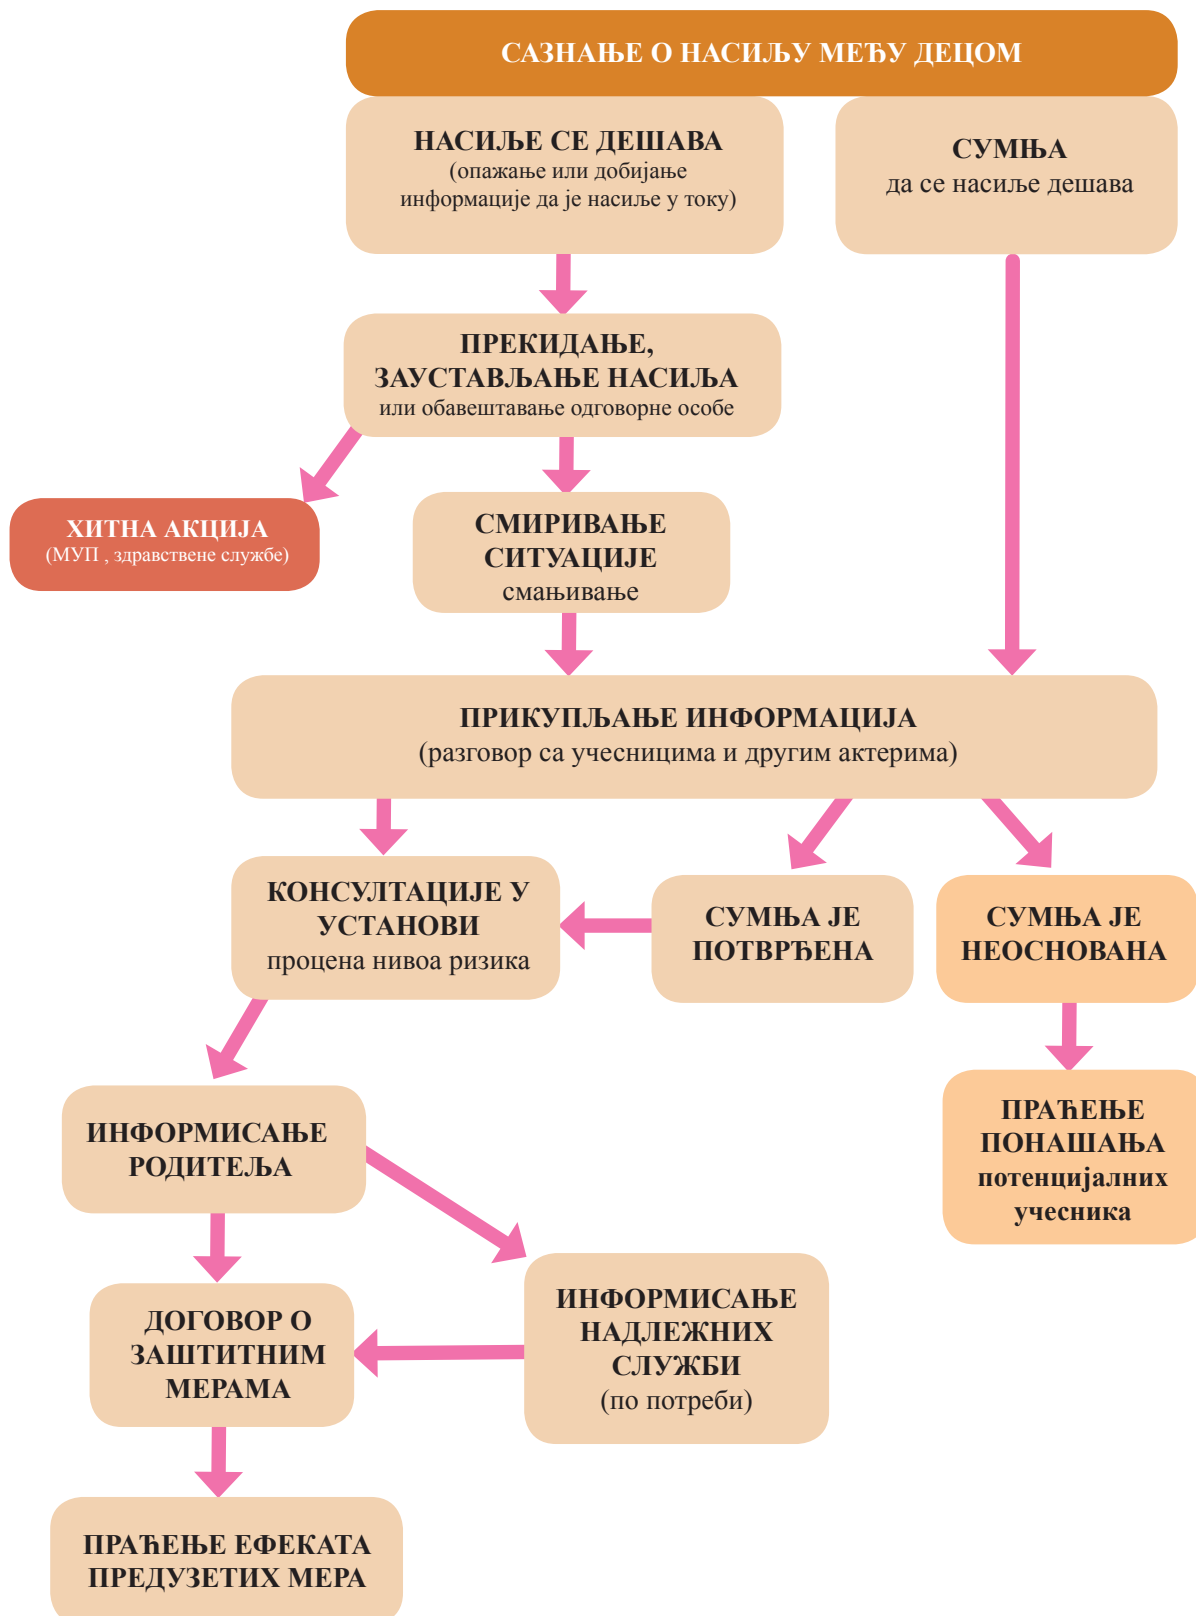 САЗНАЊЕ О НАСИЉУ МЕЂУ ДЕЦОМ
НАСИЉЕ СЕ ДЕШАВА
(опажање или добијање
информације да је насиље у току)
СУМЊА
да се насиље дешава
ПРЕКИДАЊЕ,
ЗАУСТАВЉАЊЕ НАСИЉА
или обавештавање одговорне особе
ХИТНА АКЦИЈА
(МУП , здравствене службе)
СМИРИВАЊЕ
СИТУАЦИЈЕ
смањивање
ПРИКУПЉАЊЕ ИНФОРМАЦИЈА
(разговор са учесницима и другим актерима)
КОНСУЛТАЦИЈЕ У
УСТАНОВИ
процена нивоа ризика
СУМЊА ЈЕ
ПОТВРЂЕНА
СУМЊА ЈЕ
НЕОСНОВАНА
ПРАЋЕЊЕ
ПОНАШАЊА
потенцијалних
учесника
ИНФОРМИСАЊЕ
РОДИТЕЉА
ИНФОРМИСАЊЕ
НАДЛЕЖНИХ
СЛУЖБИ
(по потреби)
ДОГОВОР О
ЗАШТИТНИМ
МЕРАМА
ПРАЋЕЊЕ ЕФЕКАТА
ПРЕДУЗЕТИХ МЕРА